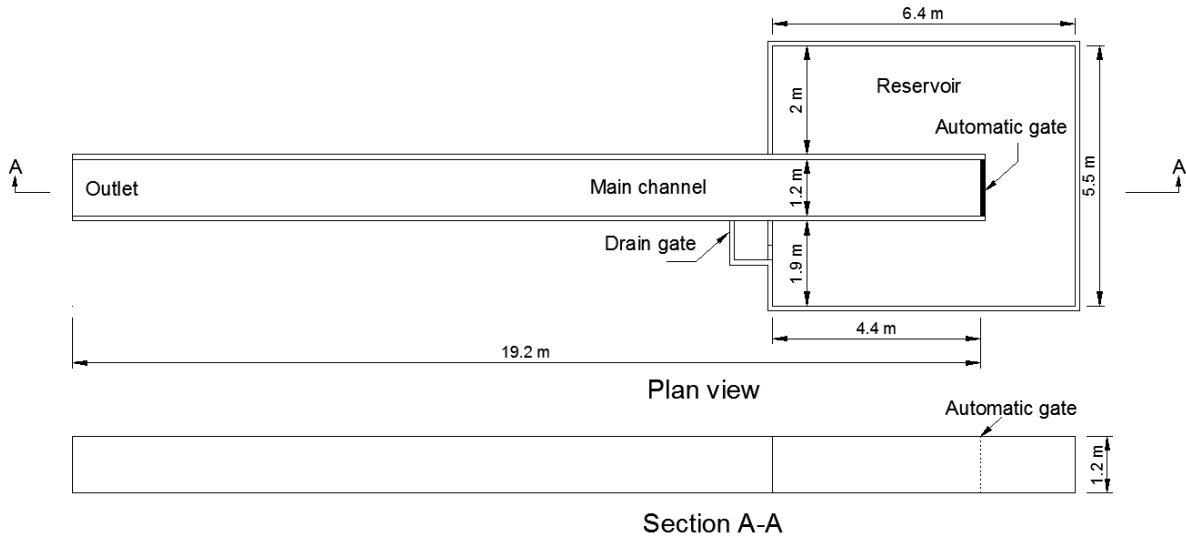 6.4 m
Reservoir
2 m
Automatic gate
A
A
Outlet
Main channel
1.2 m
5.5 m
Drain gate
1.9 m
4.4 m
19.2 m
Plan view
Automatic gate
1.2 m
Section A-A